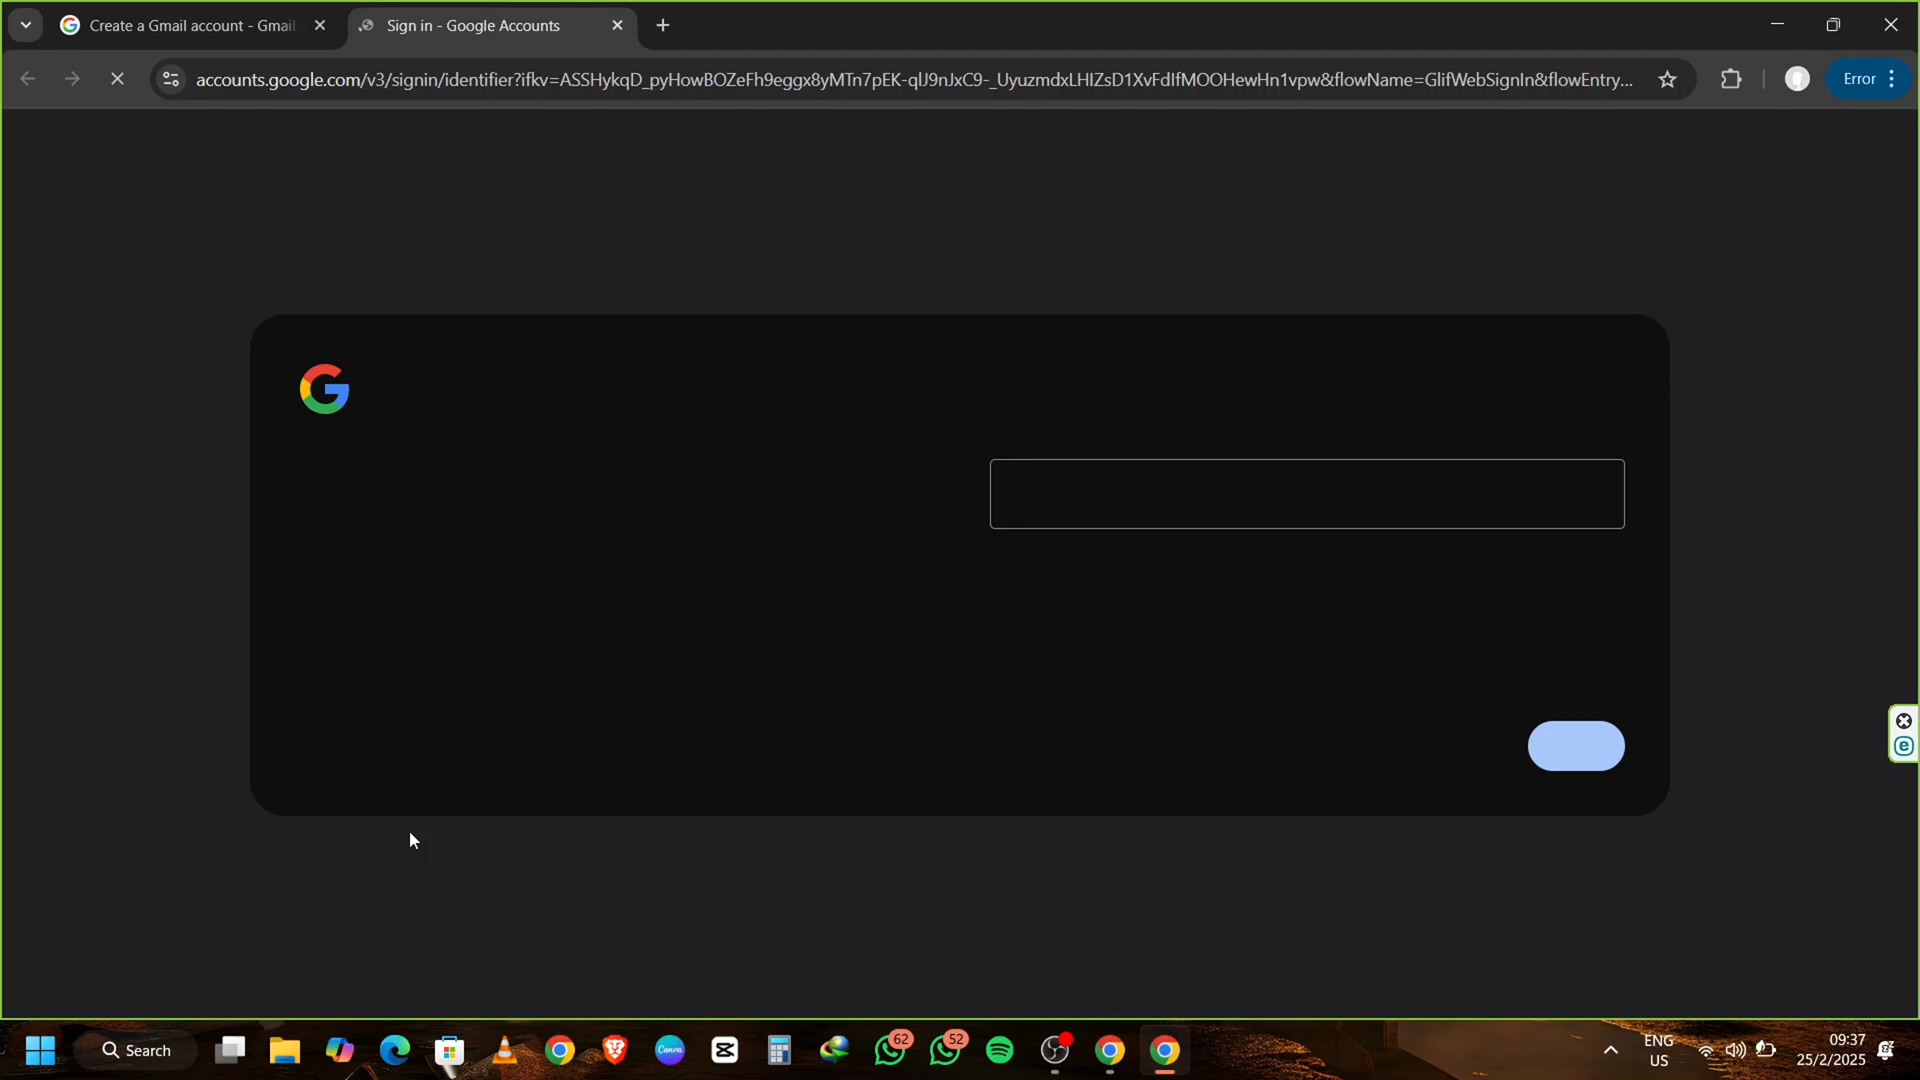 Create a Gmail account - Gmail
Sign in - Google Accounts
accounts.google.com/v3/signin/identifier?ifkv=ASSHykqD_pyHowBOZeFh9eggx8yMTn7pEK-qlJ9nJxC9-_UyuzmdxLHIZsD1XvFdIfMOOHewHn1vpw&flowName=GlifWebSignIn&flowEntry...
Error
Search
Canva
62
52
ENG
US
09:37
25/2/2025